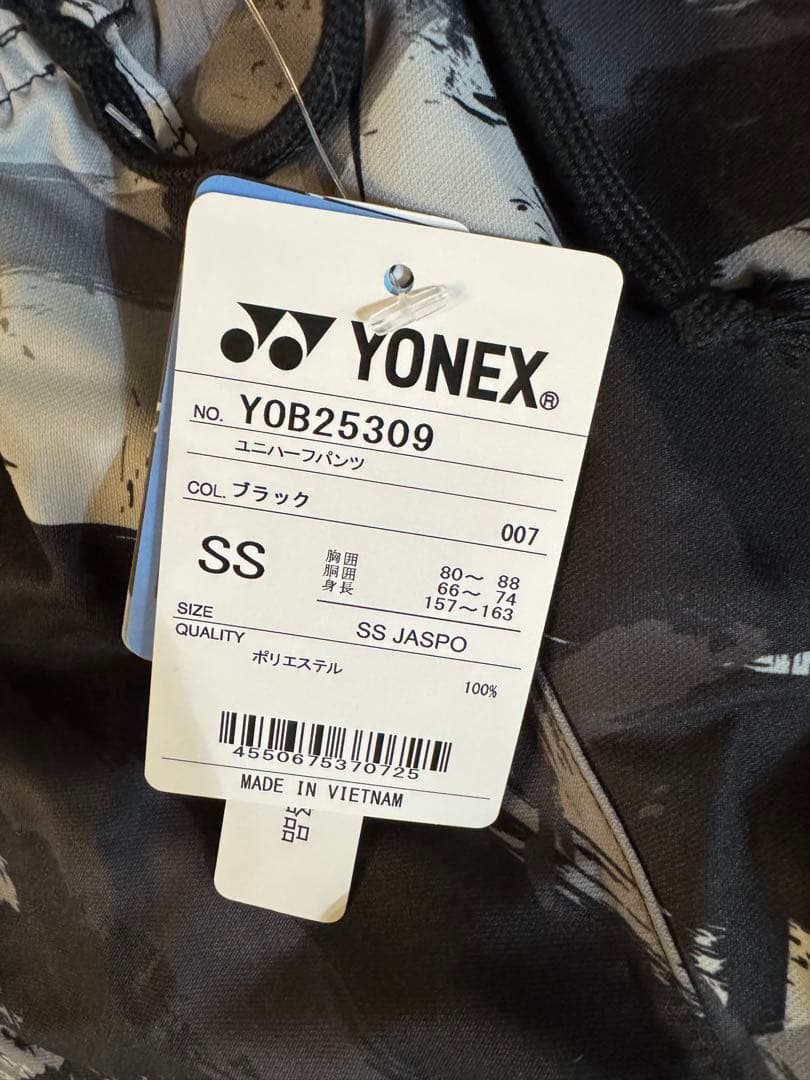 YONEX®
NO. YOB25309
ユニハーフパンツ
COL. ブラック 007
SS
胸囲 80～ 88
胴囲 66～ 74
身長 157～163
SIZE SS JASPO
QUALITY
ポリエステル 100%
4550675370725
MADE IN VIETNAM
品